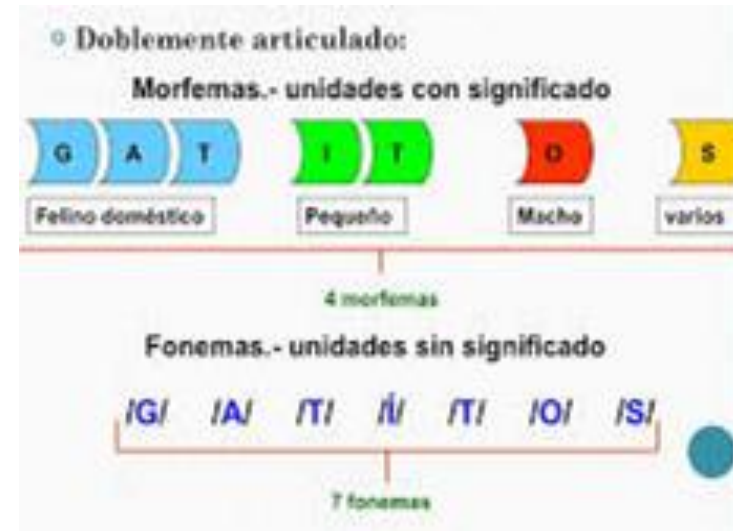 Doblemente articulado:
Morfemas.- unidades con significado
G A T I T O S
Felino doméstico Pequeño Macho varios
4 morfemas
Fonemas.- unidades sin significado
/G/ /A/ /T/ /Í/ /T/ /O/ /S/
7 fonemas